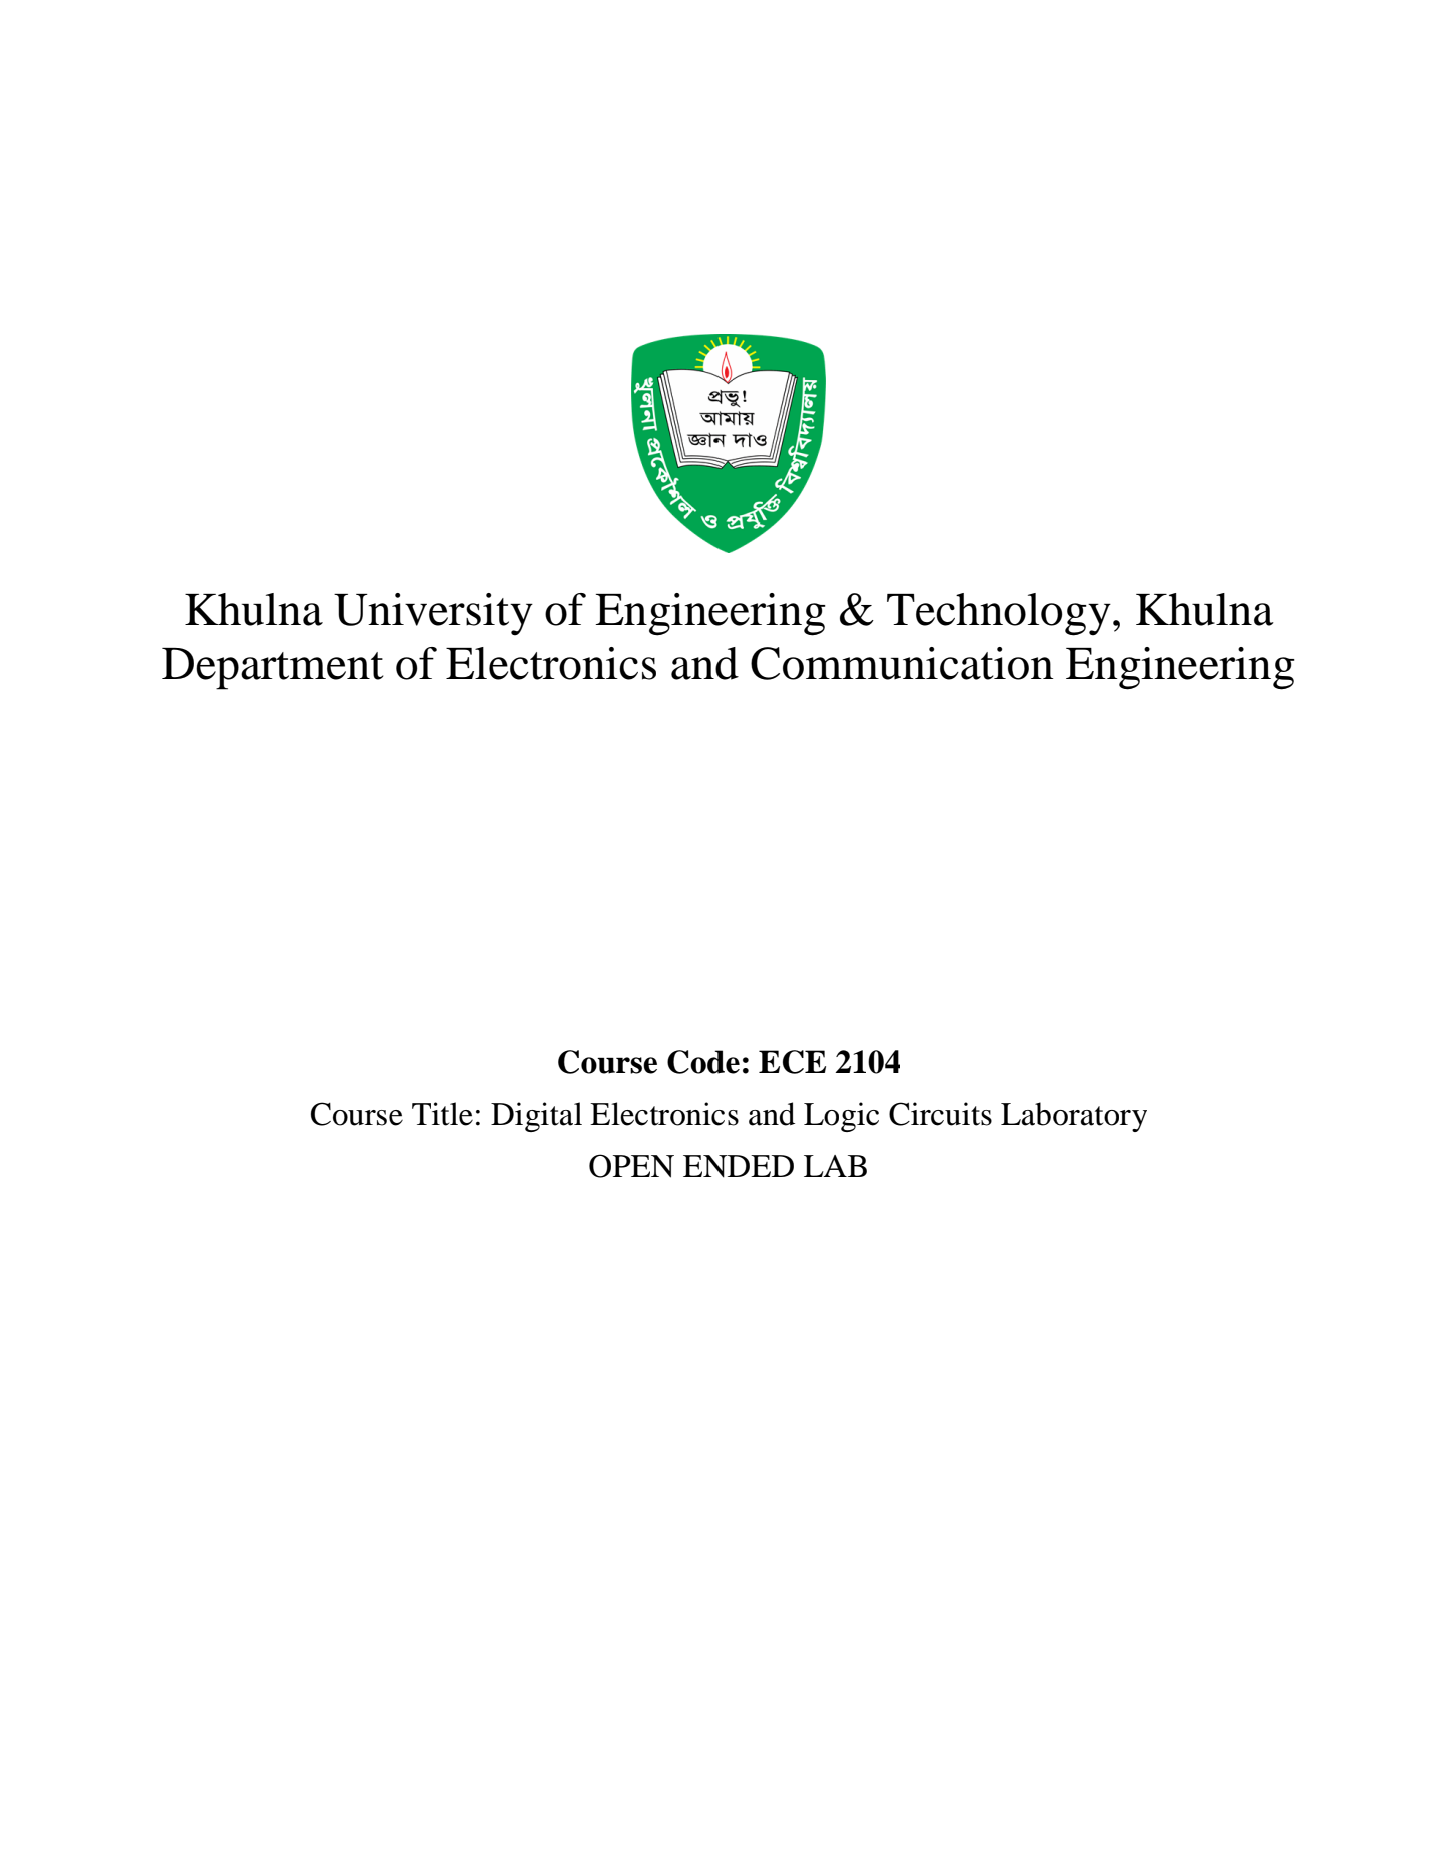 প্রভু!
আমায়
জ্ঞান দাও
খুলনা প্রকৌশল ও প্রযুক্তি বিশ্ববিদ্যালয়
Khulna University of Engineering & Technology, Khulna
Department of Electronics and Communication Engineering
Course Code: ECE 2104
Course Title: Digital Electronics and Logic Circuits Laboratory
OPEN ENDED LAB